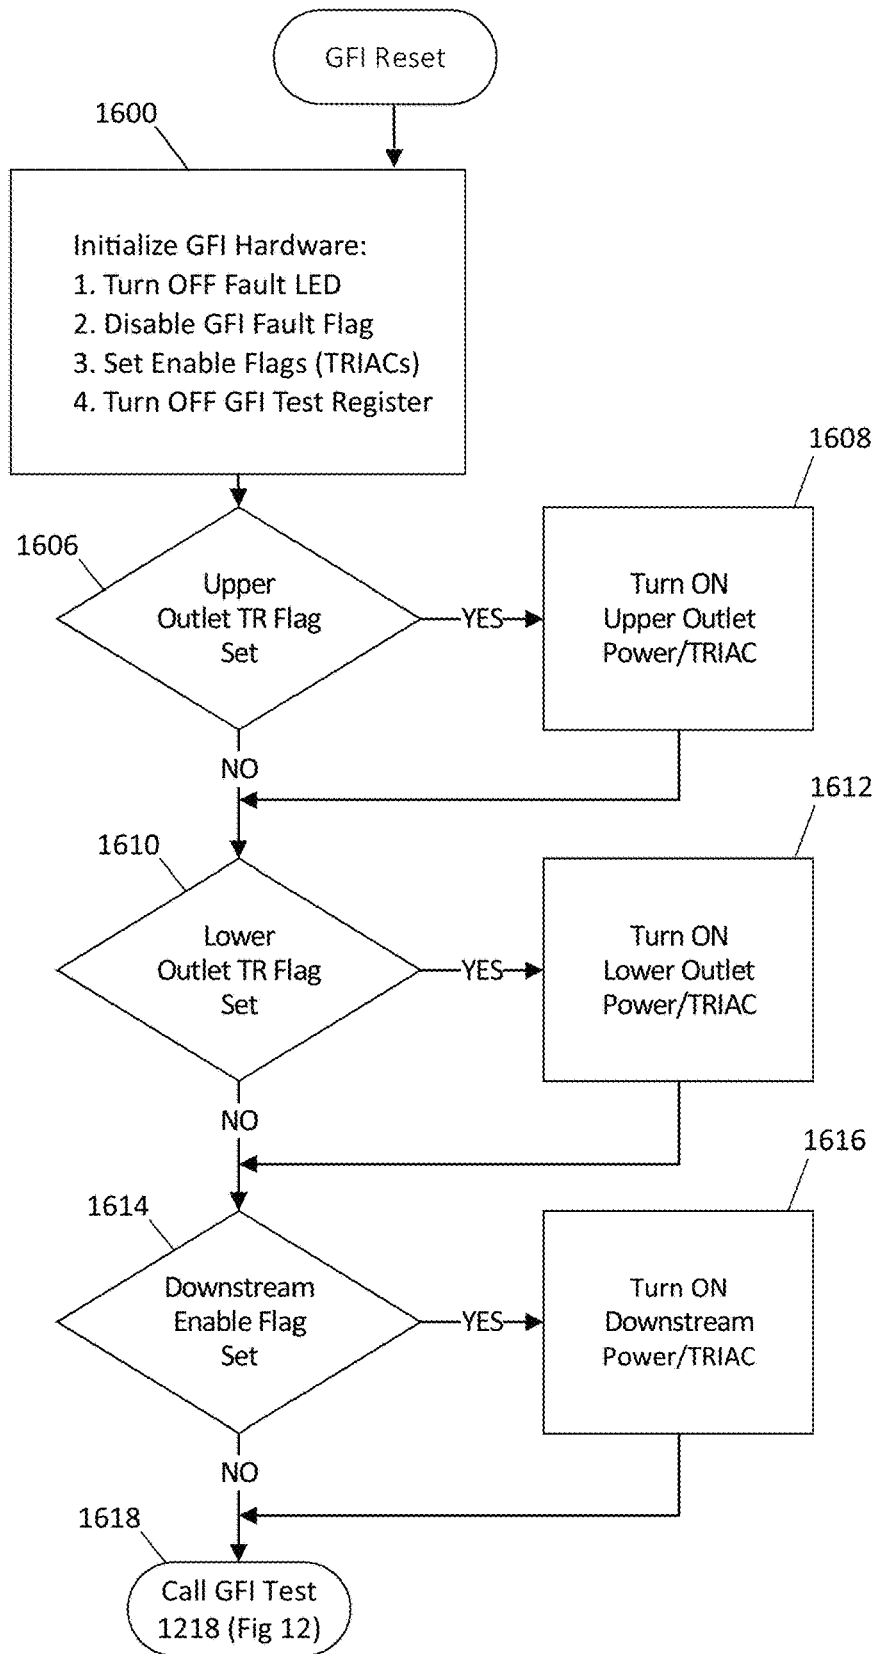 GFI Reset
1600
Initialize GFI Hardware:
1. Turn OFF Fault LED
2. Disable GFI Fault Flag
3. Set Enable Flags (TRIACs)
4. Turn OFF GFI Test Register
1606
Upper
Outlet TR Flag
Set
YES
1608
Turn ON
Upper Outlet
Power/TRIAC
NO
1610
Lower
Outlet TR Flag
Set
YES
1612
Turn ON
Lower Outlet
Power/TRIAC
NO
1614
Downstream
Enable Flag
Set
YES
1616
Turn ON
Downstream
Power/TRIAC
NO
1618
Call GFI Test
1218 (Fig 12)